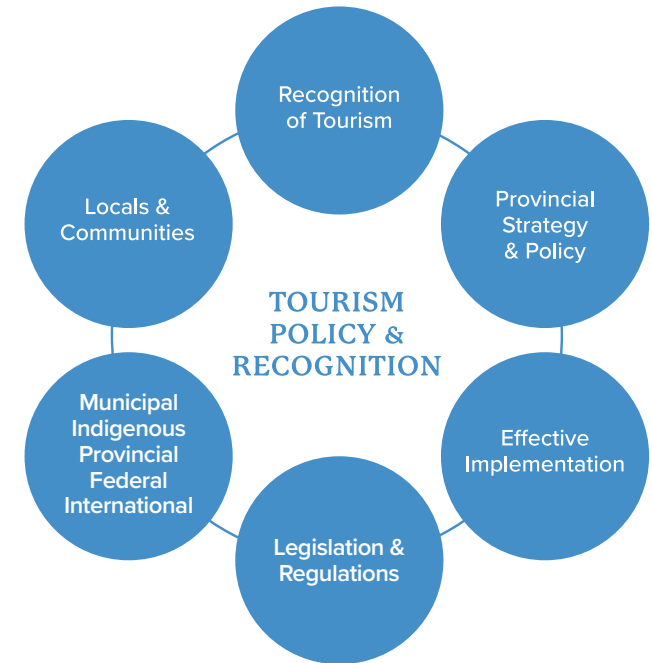 Recognition
of Tourism
Provincial
Strategy
& Policy
Effective
Implementation
Legislation &
Regulations
Municipal
Indigenous
Provincial
Federal
International
Locals &
Communities
TOURISM
POLICY &
RECOGNITION